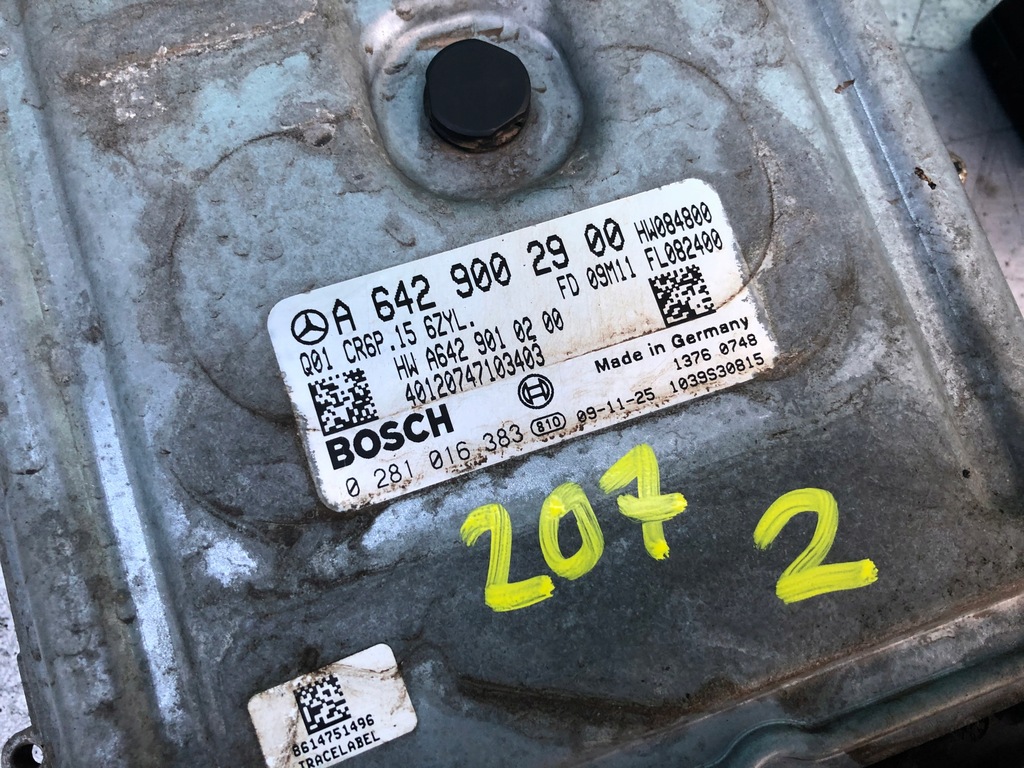 A 642 900 29 00 HW084800
Q01 CR6P.15 6ZYL. FD 09M11 FL082400
HW A642 901 02 00
40120747103403
Made in Germany
BOSCH
1376 0748
0 281 016 383 810 09-11-25 1039S30815
207 2
8614751496
TRACELABEL